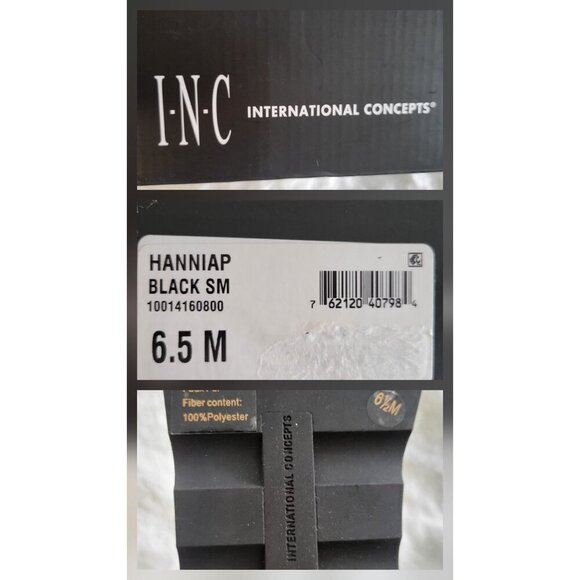 I·N·C INTERNATIONAL CONCEPTS®
HANNIAP
BLACK SM
10014160800
6.5 M
7 62120 40798 4
Fiber content:
100%Polyester
6½M
INTERNATIONAL CONCEPTS